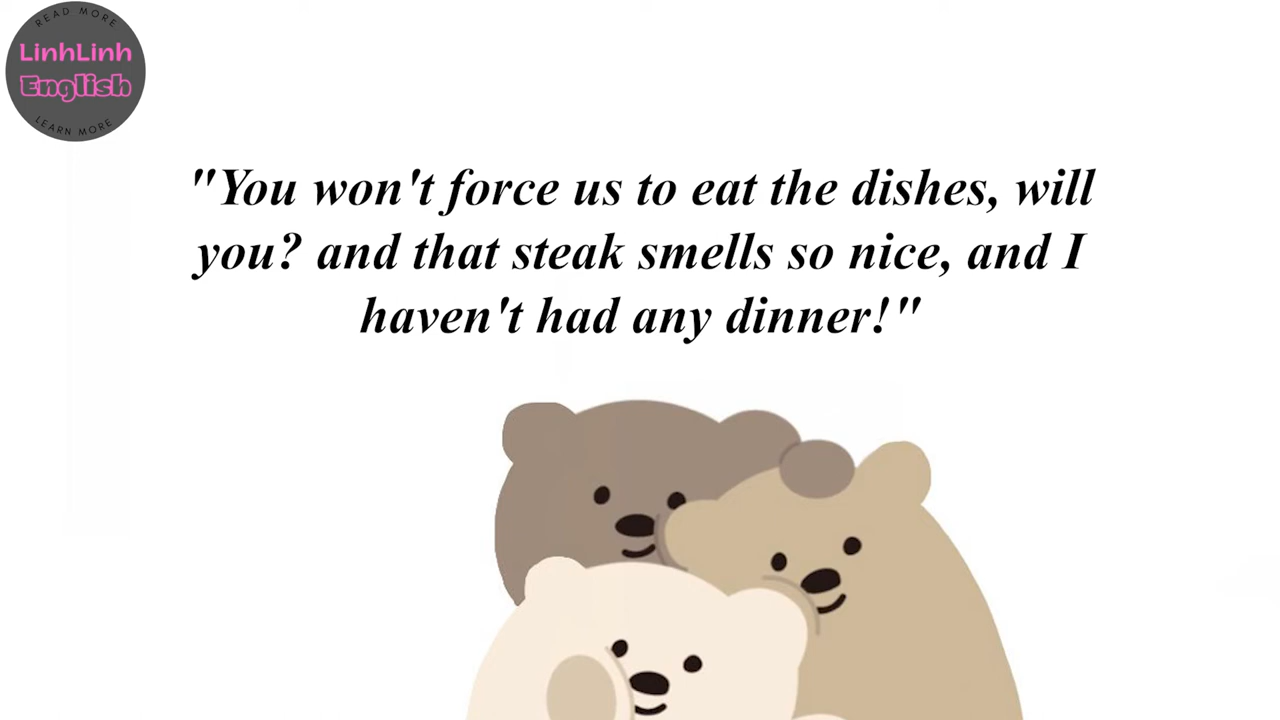 READ MORE
LinhLinh
English
LEARN MORE
"You won't force us to eat the dishes, will
you? and that steak smells so nice, and I
haven't had any dinner!"